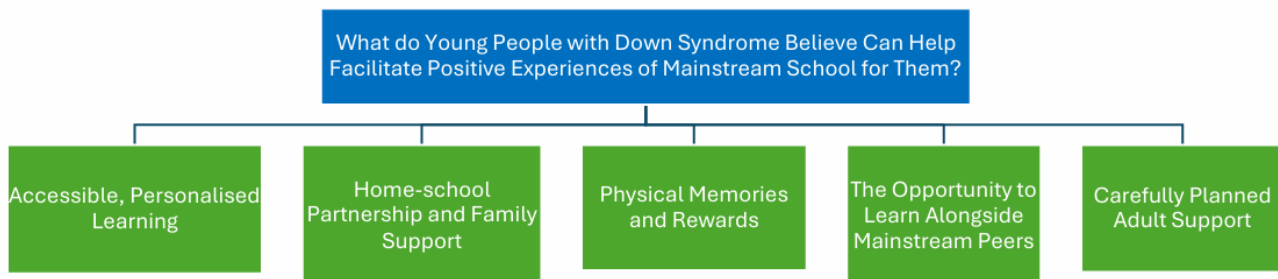 What do Young People with Down Syndrome Believe Can Help
Facilitate Positive Experiences of Mainstream School for Them?
Accessible, Personalised
Learning
Home-school
Partnership and Family
Support
Physical Memories
and Rewards
The Opportunity to
Learn Alongside
Mainstream Peers
Carefully Planned
Adult Support